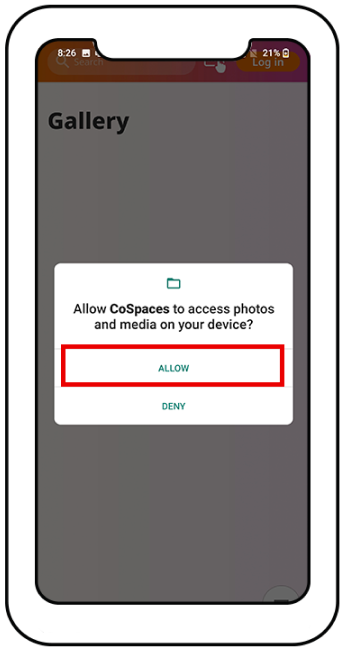 8:26 21%
Search Log in
Gallery
Allow CoSpaces to access photos
and media on your device?
ALLOW
DENY